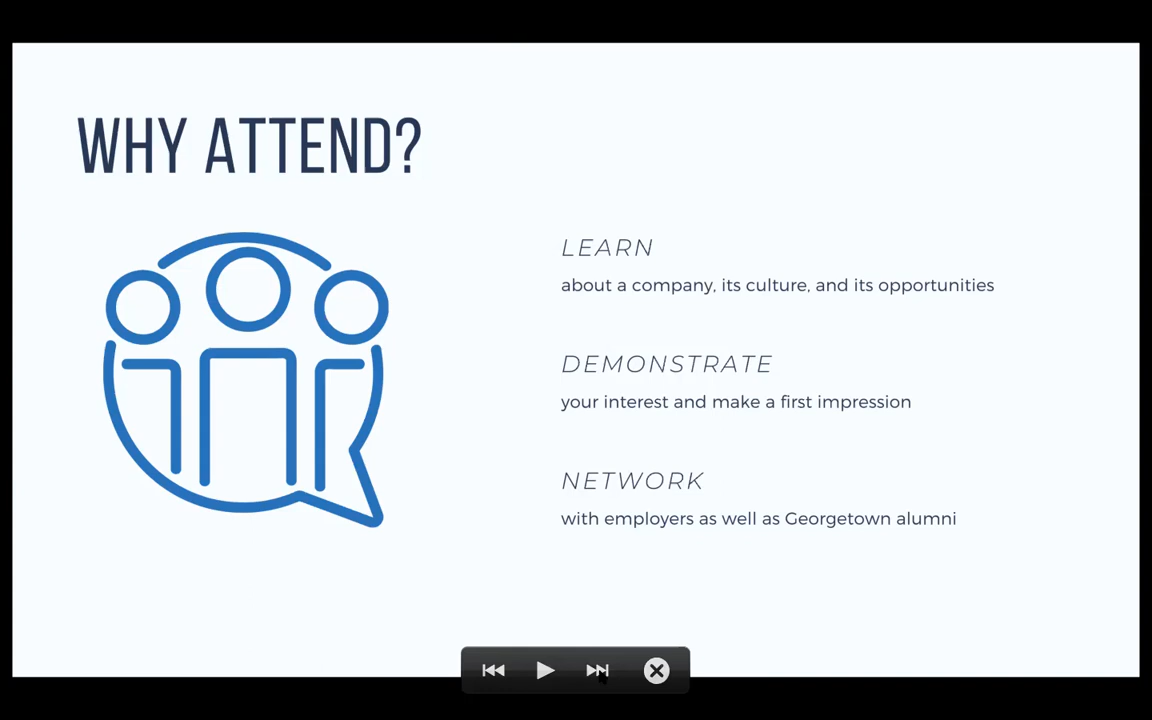 WHY ATTEND?
LEARN
about a company, its culture, and its opportunities
DEMONSTRATE
your interest and make a first impression
NETWORK
with employers as well as Georgetown alumni